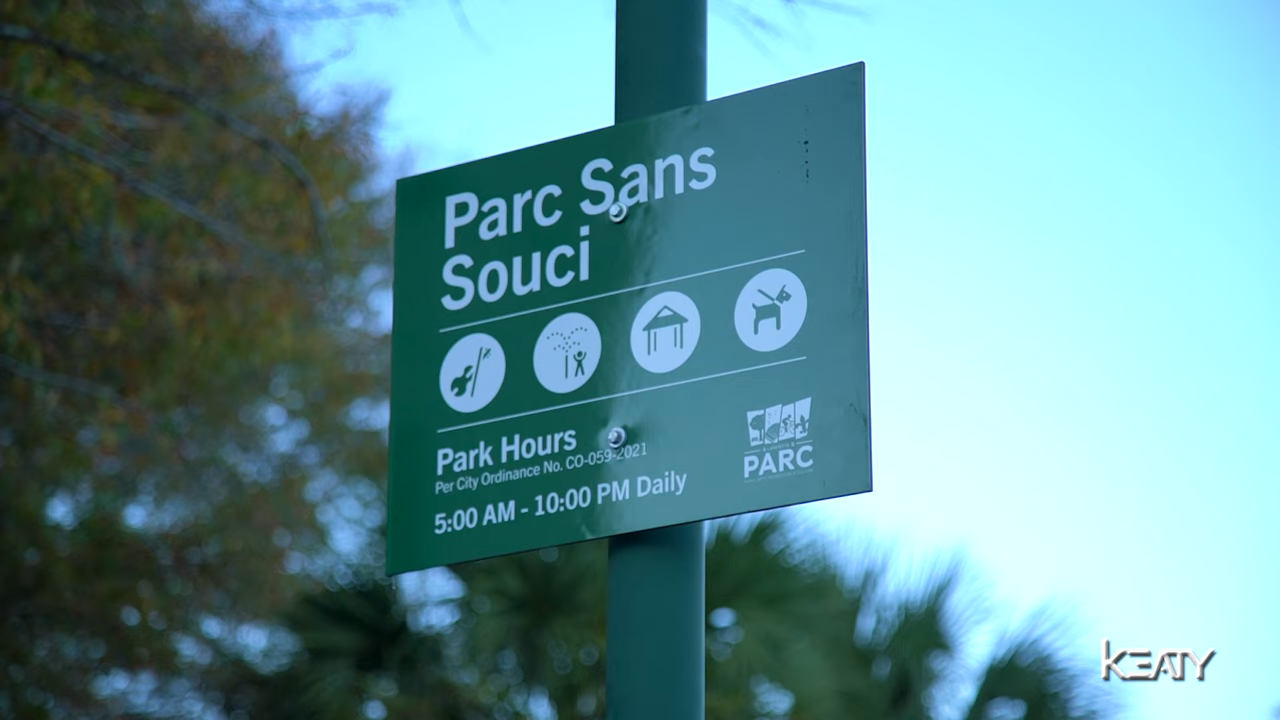 Parc Sans
Souci
Park Hours
Per City Ordinance No. CO-059-2021
5:00 AM - 10:00 PM Daily
PARC
KEATY